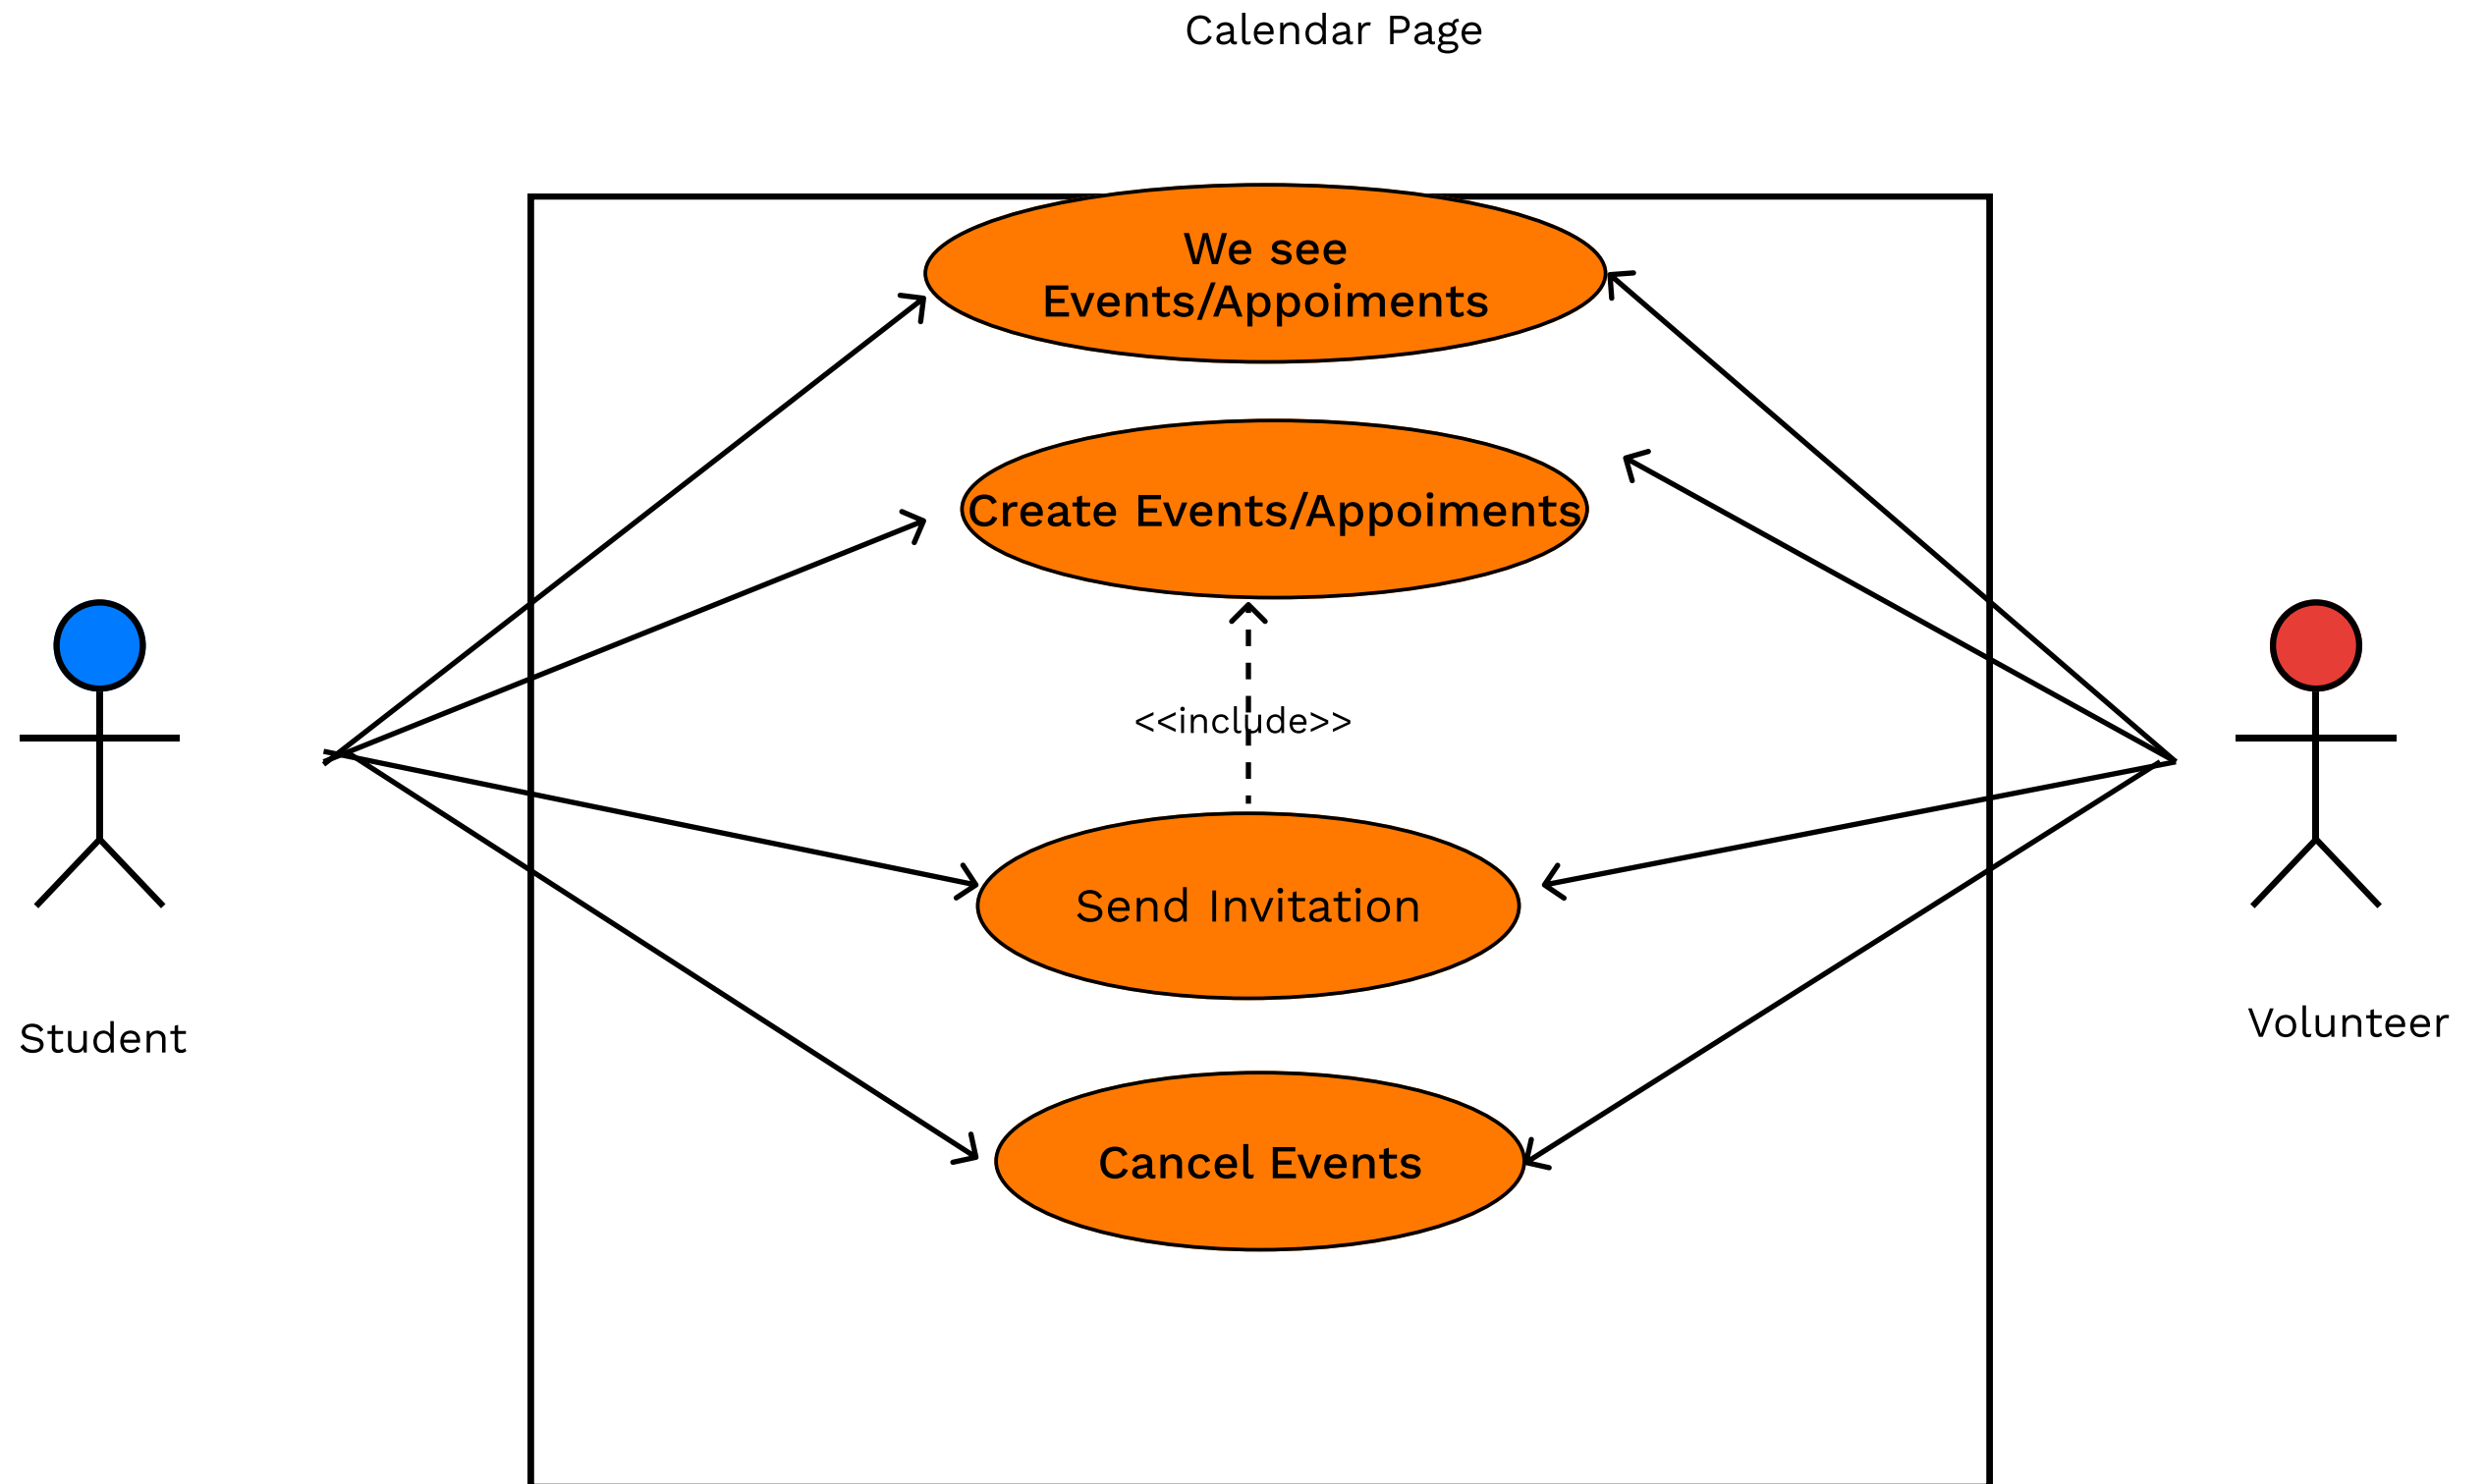 Calendar Page
We see
Events/Appoiments
Create Events/Appoiments
<<include>>
Send Invitation
Student
Volunteer
Cancel Events